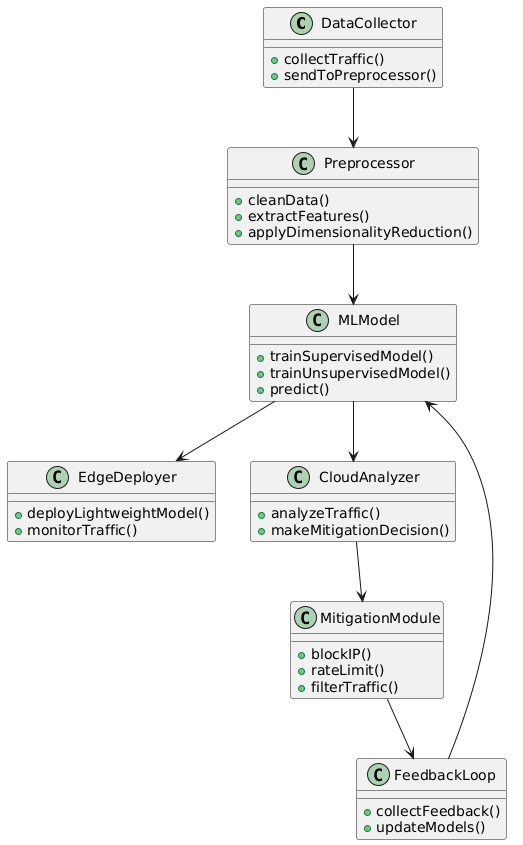 C DataCollector
collectTraffic()
sendToPreprocessor()
C Preprocessor
cleanData()
extractFeatures()
applyDimensionalityReduction()
C MLModel
trainSupervisedModel()
trainUnsupervisedModel()
predict()
C EdgeDeployer
deployLightweightModel()
monitorTraffic()
C CloudAnalyzer
analyzeTraffic()
makeMitigationDecision()
C MitigationModule
blockIP()
rateLimit()
filterTraffic()
C FeedbackLoop
collectFeedback()
updateModels()